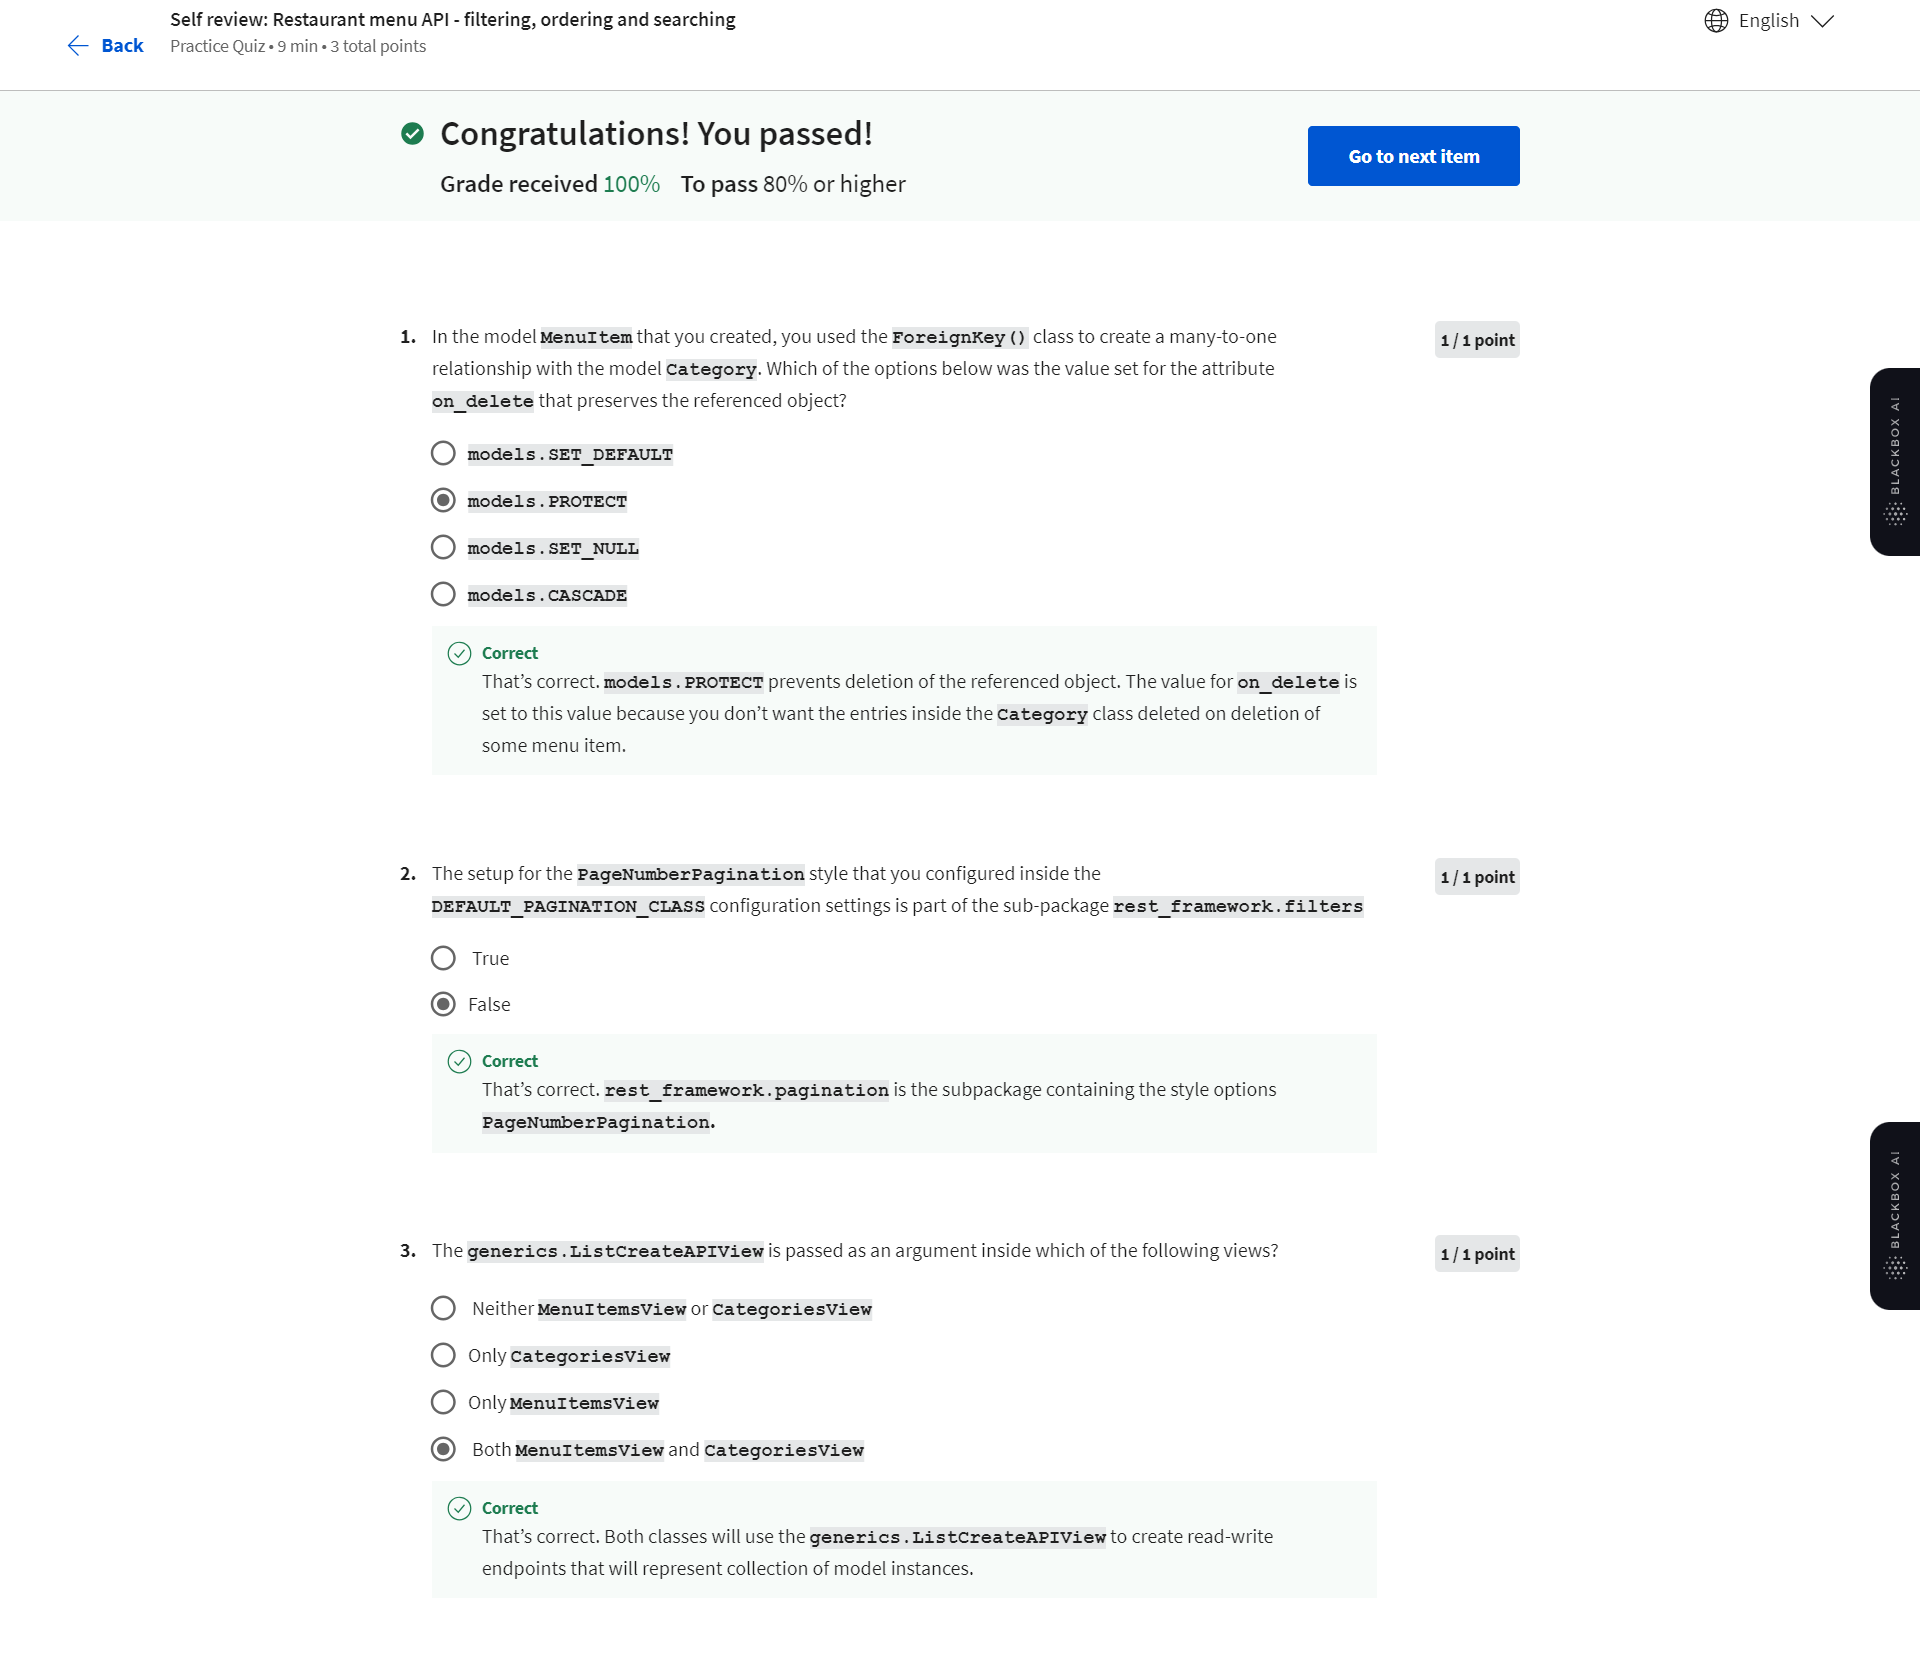 Self review: Restaurant menu API - filtering, ordering and searching
Back
Practice Quiz • 9 min • 3 total points
English
Congratulations! You passed!
Grade received 100% To pass 80% or higher
Go to next item
1. In the model MenuItem that you created, you used the ForeignKey() class to create a many-to-one
relationship with the model Category. Which of the options below was the value set for the attribute
on_delete that preserves the referenced object?
1 / 1 point
models.SET_DEFAULT
models.PROTECT
models.SET_NULL
models.CASCADE
Correct
That’s correct. models.PROTECT prevents deletion of the referenced object. The value for on_delete is
set to this value because you don’t want the entries inside the Category class deleted on deletion of
some menu item.
BLACKBOX AI
2. The setup for the PageNumberPagination style that you configured inside the
DEFAULT_PAGINATION_CLASS configuration settings is part of the sub-package rest_framework.filters
1 / 1 point
True
False
Correct
That’s correct. rest_framework.pagination is the subpackage containing the style options
PageNumberPagination.
3. The generics.ListCreateAPIView is passed as an argument inside which of the following views?
1 / 1 point
Neither MenuItemsView or CategoriesView
Only CategoriesView
Only MenuItemsView
Both MenuItemsView and CategoriesView
Correct
That’s correct. Both classes will use the generics.ListCreateAPIView to create read-write
endpoints that will represent collection of model instances.
BLACKBOX AI